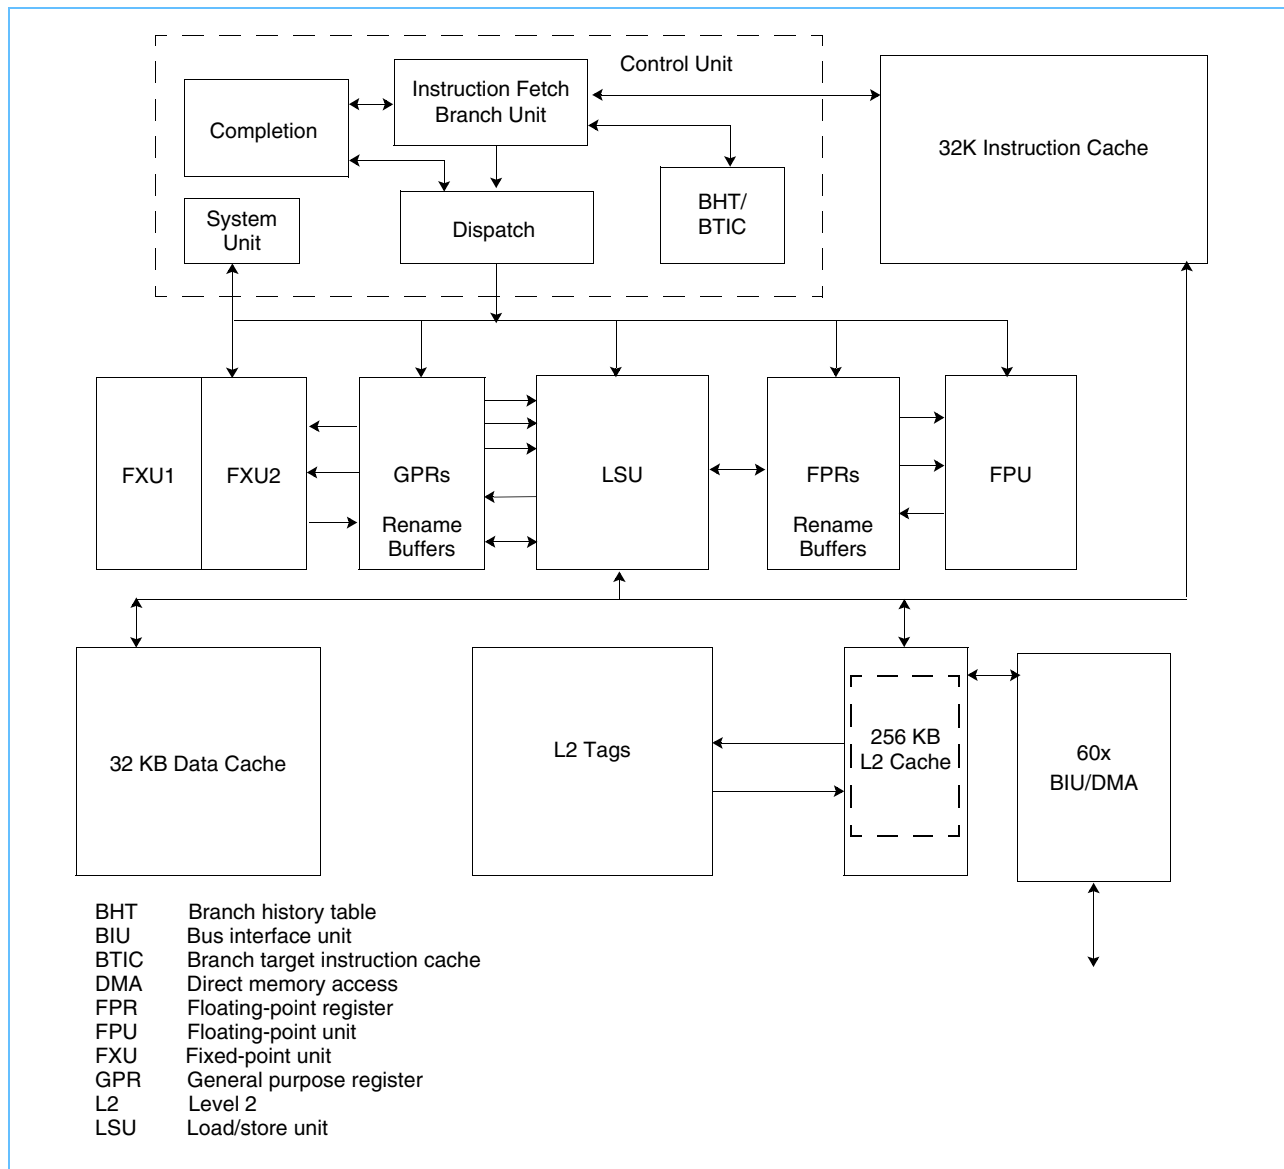 Control Unit
Instruction Fetch
Branch Unit
Completion
32K Instruction Cache
BHT/
BTIC
System
Unit
Dispatch
FXU1
FXU2
GPRs
Rename
Buffers
LSU
FPRs
Rename
Buffers
FPU
32 KB Data Cache
L2 Tags
256 KB
L2 Cache
60x
BIU/DMA
BHT Branch history table
BIU Bus interface unit
BTIC Branch target instruction cache
DMA Direct memory access
FPR Floating-point register
FPU Floating-point unit
FXU Fixed-point unit
GPR General purpose register
L2 Level 2
LSU Load/store unit